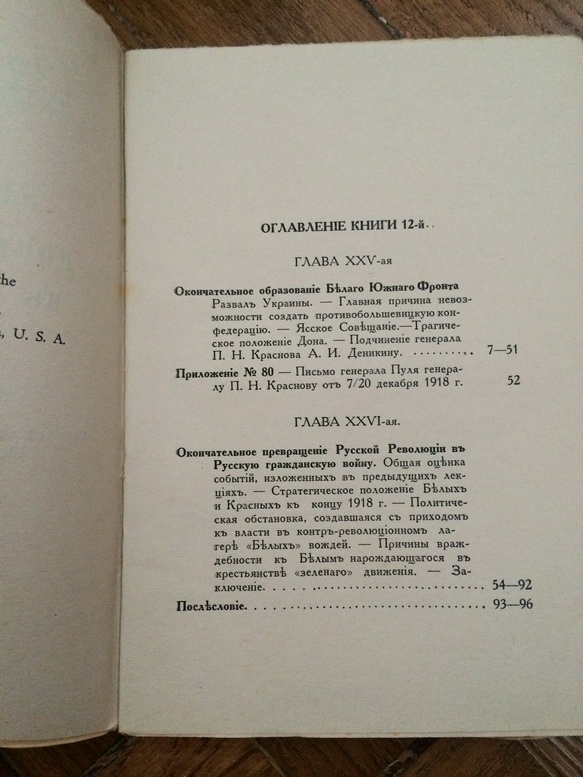 the
, U. S. A.
ОГЛАВЛЕНІЕ КНИГИ 12-й..
ГЛАВА XXV-ая
Окончательное образованіе Бѣлаго Южнаго Фронта
Развалъ Украины. — Главная причина невоз-
можности создать противобольшевицкую кон-
федерацію. — Ясское Совѣщаніе.—Трагиче-
ское положеніе Дона. — Подчиненіе генерала
П. Н. Краснова А. И. Деникину. .......... 7—51
Приложеніе № 80 — Письмо генерала Пуля генера-
лу П. Н. Краснову отъ 7/20 декабря 1918 г. 52
ГЛАВА XXVI-ая.
Окончательное превращеніе Русской Революціи въ
Русскую гражданскую войну. Общая оцѣнка
событій, изложенныхъ въ предыдущихъ лек-
ціяхъ. — Стратегическое положеніе Бѣлыхъ
и Красныхъ къ концу 1918 г. — Политиче-
ская обстановка, создавшаяся съ приходомъ
къ власти въ контръ-революціонномъ ла-
герѣ «Бѣлыхъ» вождей. — Причины враж-
дебности къ Бѣлымъ нарождающагося въ
крестьянствѣ «зеленаго» движенія. — За-
ключеніе. ............................ 54—92
Послѣсловіе. ............................ 93—96